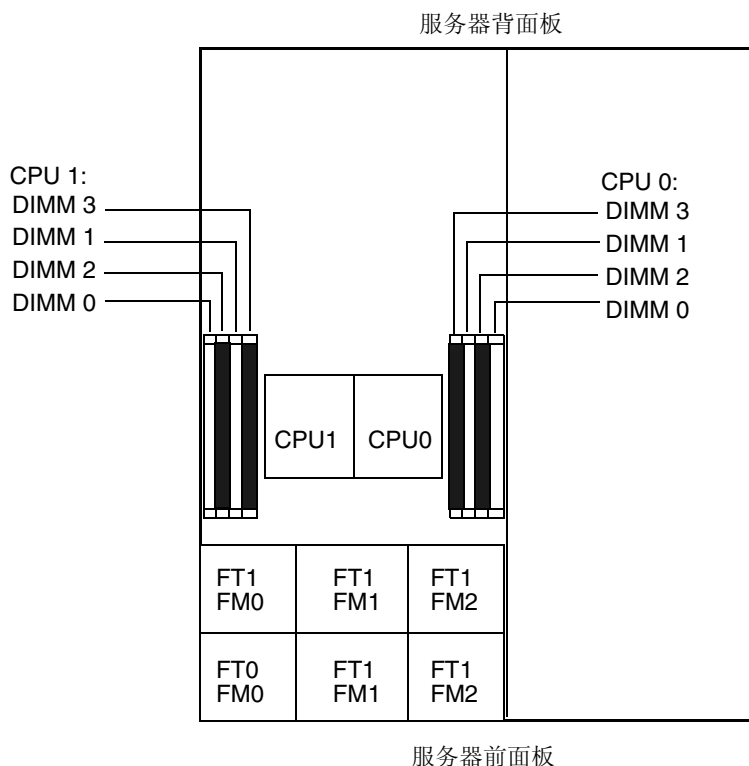 服务器背面板
CPU 1:
DIMM 3
DIMM 1
DIMM 2
DIMM 0
CPU 0:
DIMM 3
DIMM 1
DIMM 2
DIMM 0
CPU1
CPU0
FT1
FM0
FT1
FM1
FT1
FM2
FT0
FM0
FT1
FM1
FT1
FM2
服务器前面板